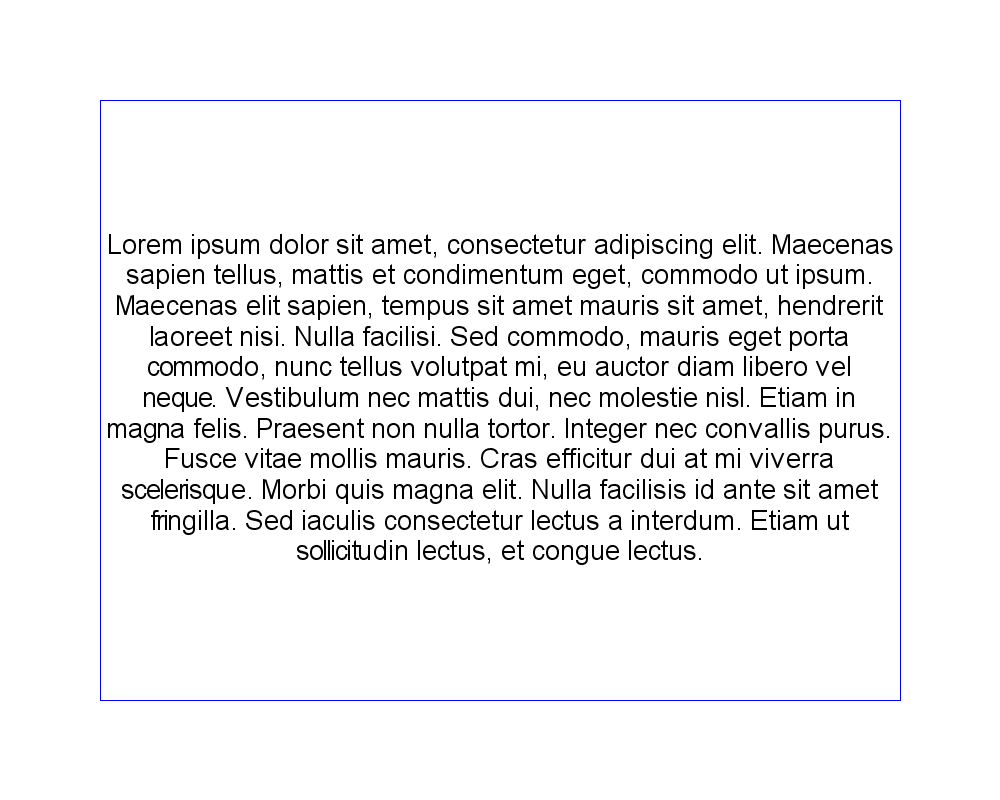 Lorem ipsum dolor sit amet, consectetur adipiscing elit. Maecenas
sapien tellus, mattis et condimentum eget, commodo ut ipsum.
Maecenas elit sapien, tempus sit amet mauris sit amet, hendrerit
laoreet nisi. Nulla facilisi. Sed commodo, mauris eget porta
commodo, nunc tellus volutpat mi, eu auctor diam libero vel
neque. Vestibulum nec mattis dui, nec molestie nisl. Etiam in
magna felis. Praesent non nulla tortor. Integer nec convallis purus.
Fusce vitae mollis mauris. Cras efficitur dui at mi viverra
scelerisque. Morbi quis magna elit. Nulla facilisis id ante sit amet
fringilla. Sed iaculis consectetur lectus a interdum. Etiam ut
sollicitudin lectus, et congue lectus.